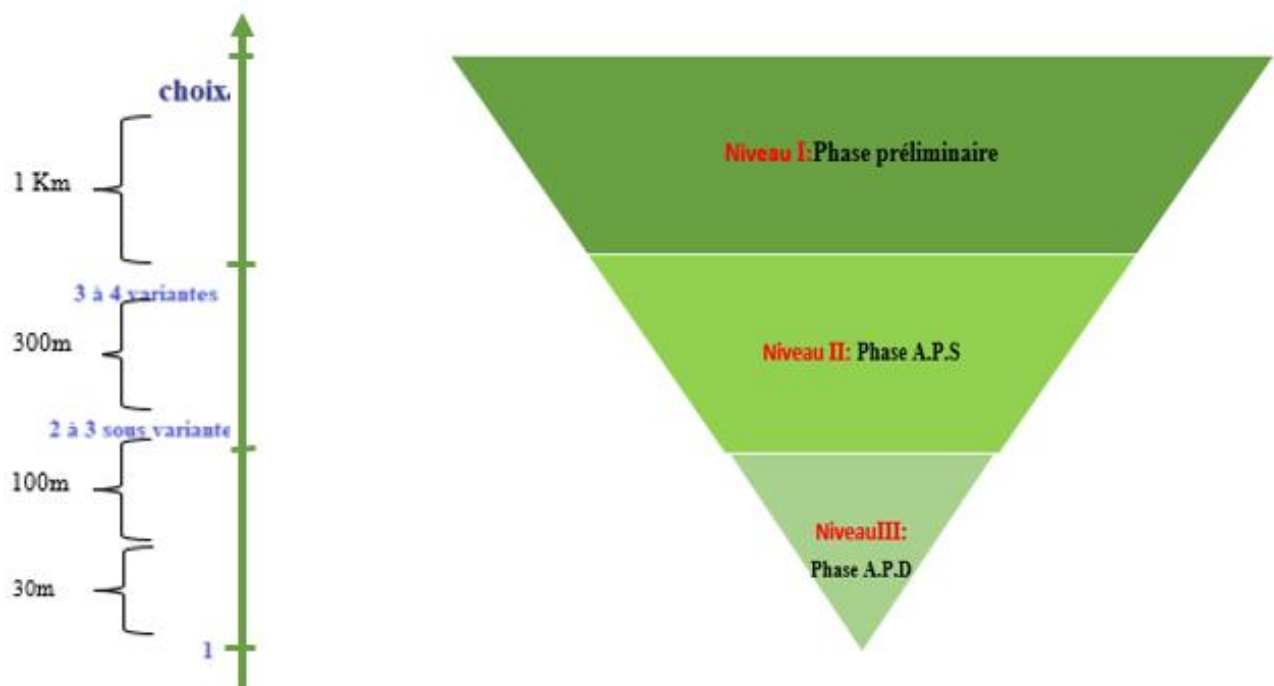 choix
1 Km
3 à 4 variantes
300m
2 à 3 sous variante
100m
30m
1
Niveau I:Phase préliminaire
Niveau II: Phase A.P.S
NiveauIII:
Phase A.P.D